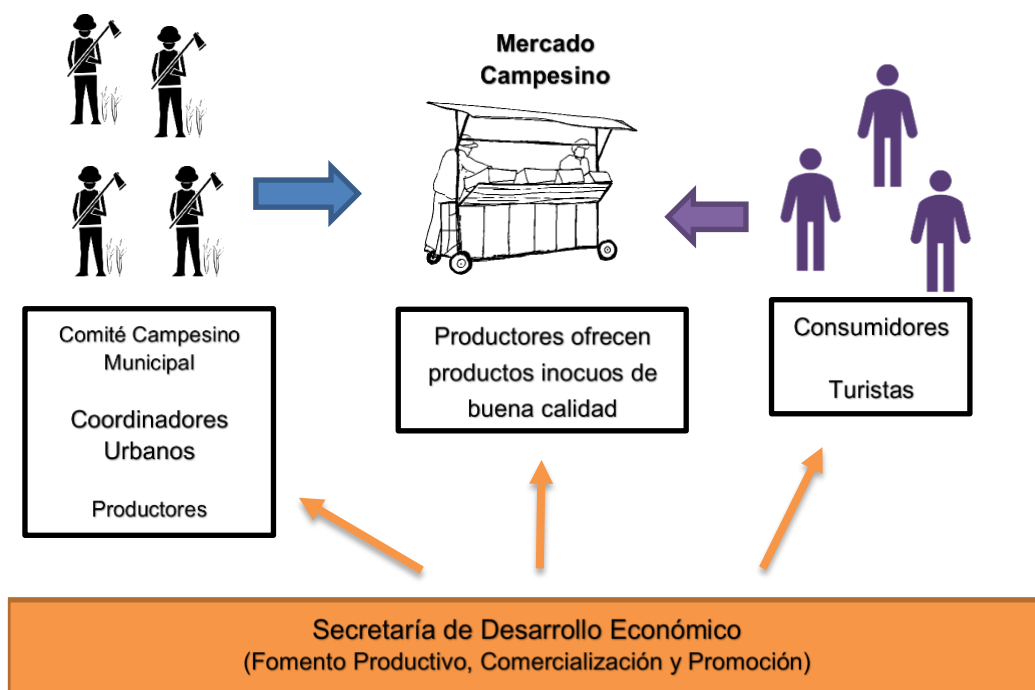 Mercado
Campesino
Comité Campesino
Municipal
Coordinadores
Urbanos
Productores
Productores ofrecen
productos inocuos de
buena calidad
Consumidores
Turistas
Secretaría de Desarrollo Económico
(Fomento Productivo, Comercialización y Promoción)